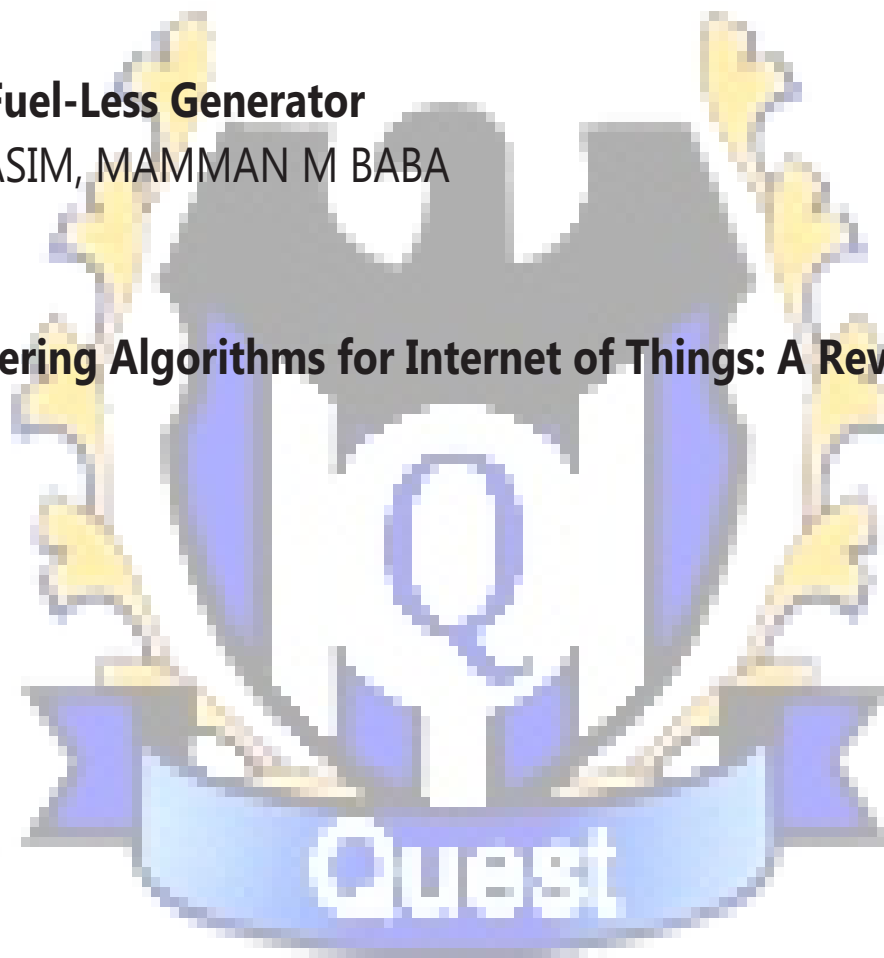 Fuel-Less Generator
ASIM, MAMMAN M BABA
ering Algorithms for Internet of Things: A Rev
Q
Quest